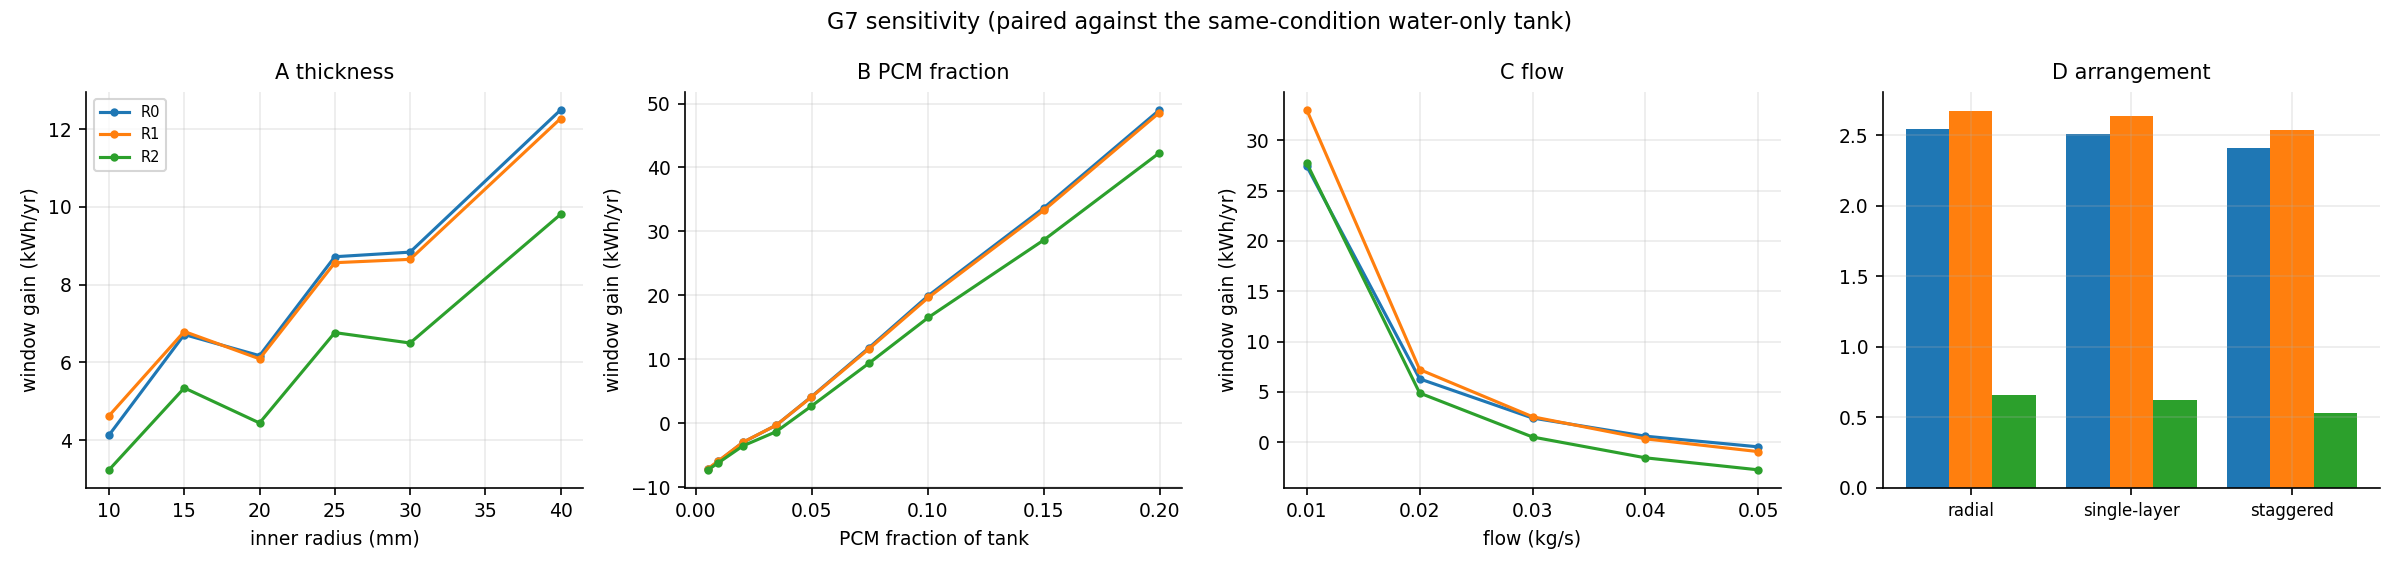 G7 sensitivity (paired against the same-condition water-only tank)
A thickness
R0
R1
R2
12
10
8
6
4
window gain (kWh/yr)
10 15 20 25 30 35 40
inner radius (mm)
B PCM fraction
50
40
30
20
10
0
−10
window gain (kWh/yr)
0.00 0.05 0.10 0.15 0.20
PCM fraction of tank
C flow
30
25
20
15
10
5
0
window gain (kWh/yr)
0.01 0.02 0.03 0.04 0.05
flow (kg/s)
D arrangement
2.5
2.0
1.5
1.0
0.5
0.0
radial single-layer staggered